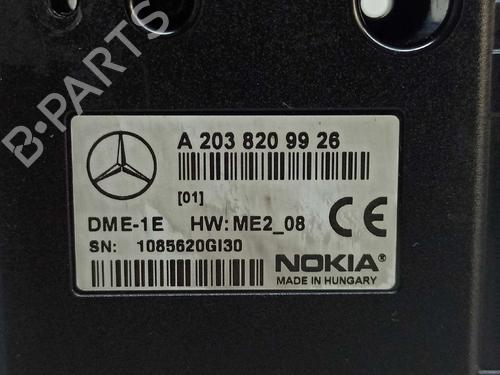 B-PARTS
A 203 820 99 26
[01]
DME-1E HW: ME2_08
SN: 1085620GI30
CE
NOKIA®
MADE IN HUNGARY